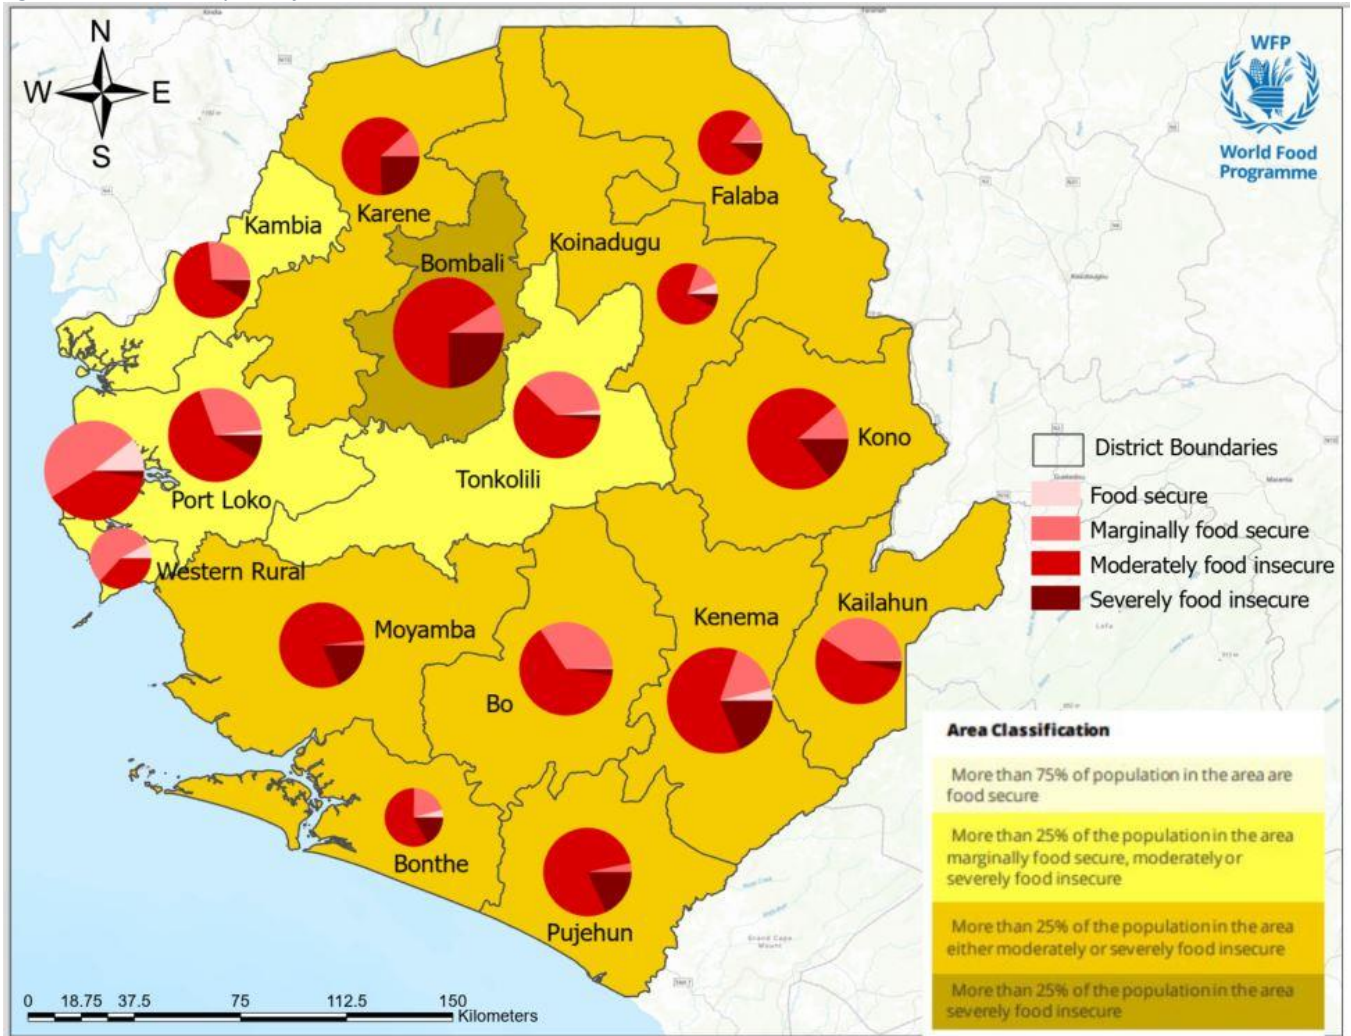 N
W
E
S
WFP
World Food
Programme
Falaba
Karene
Kambia
Koinadugu
Bombali
Kono
Tonkolili
Port Loko
Western Rural
Moyamba
Kenema
Kailahun
Bo
Bonthe
Pujehun
District Boundaries
Food secure
Marginally food secure
Moderately food insecure
Severely food insecure
Area Classification
More than 75% of population in the area are
food secure
More than 25% of the population in the area
marginally food secure, moderately or
severely food insecure
More than 25% of the population in the area
either moderately or severely food insecure
More than 25% of the population in the area
severely food insecure
0 18.75 37.5 75 112.5 150
Kilometers